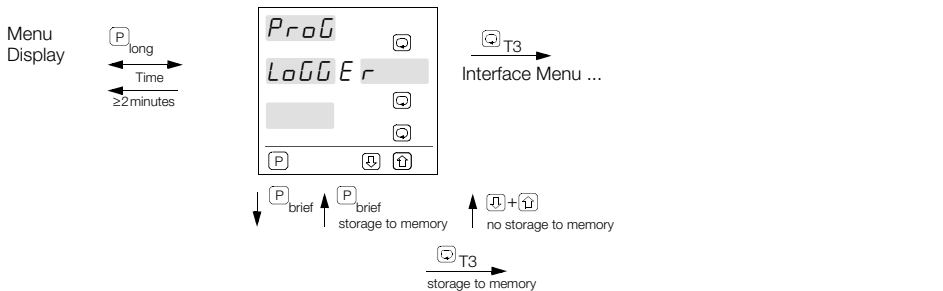 Menu
Display
P long
Time
≥2 minutes
ProG
LoGGEr
P
T3
Interface Menu ...
P brief
P brief
storage to memory
+
no storage to memory
T3
storage to memory